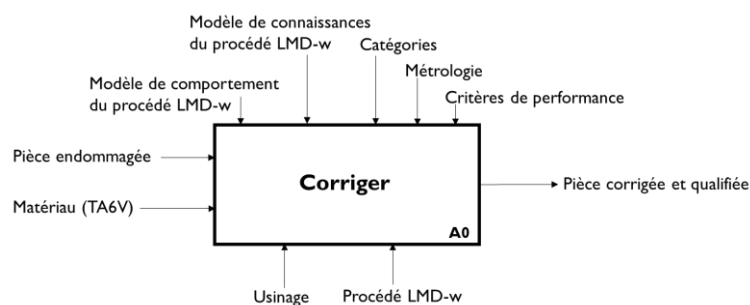 Modèle de connaissances
du procédé LMD-w
Catégories
Métrologie
Modèle de comportement
du procédé LMD-w
Critères de performance
Pièce endommagée
Corriger
Pièce corrigée et qualifiée
Matériau (TA6V)
A0
Usinage
Procédé LMD-w